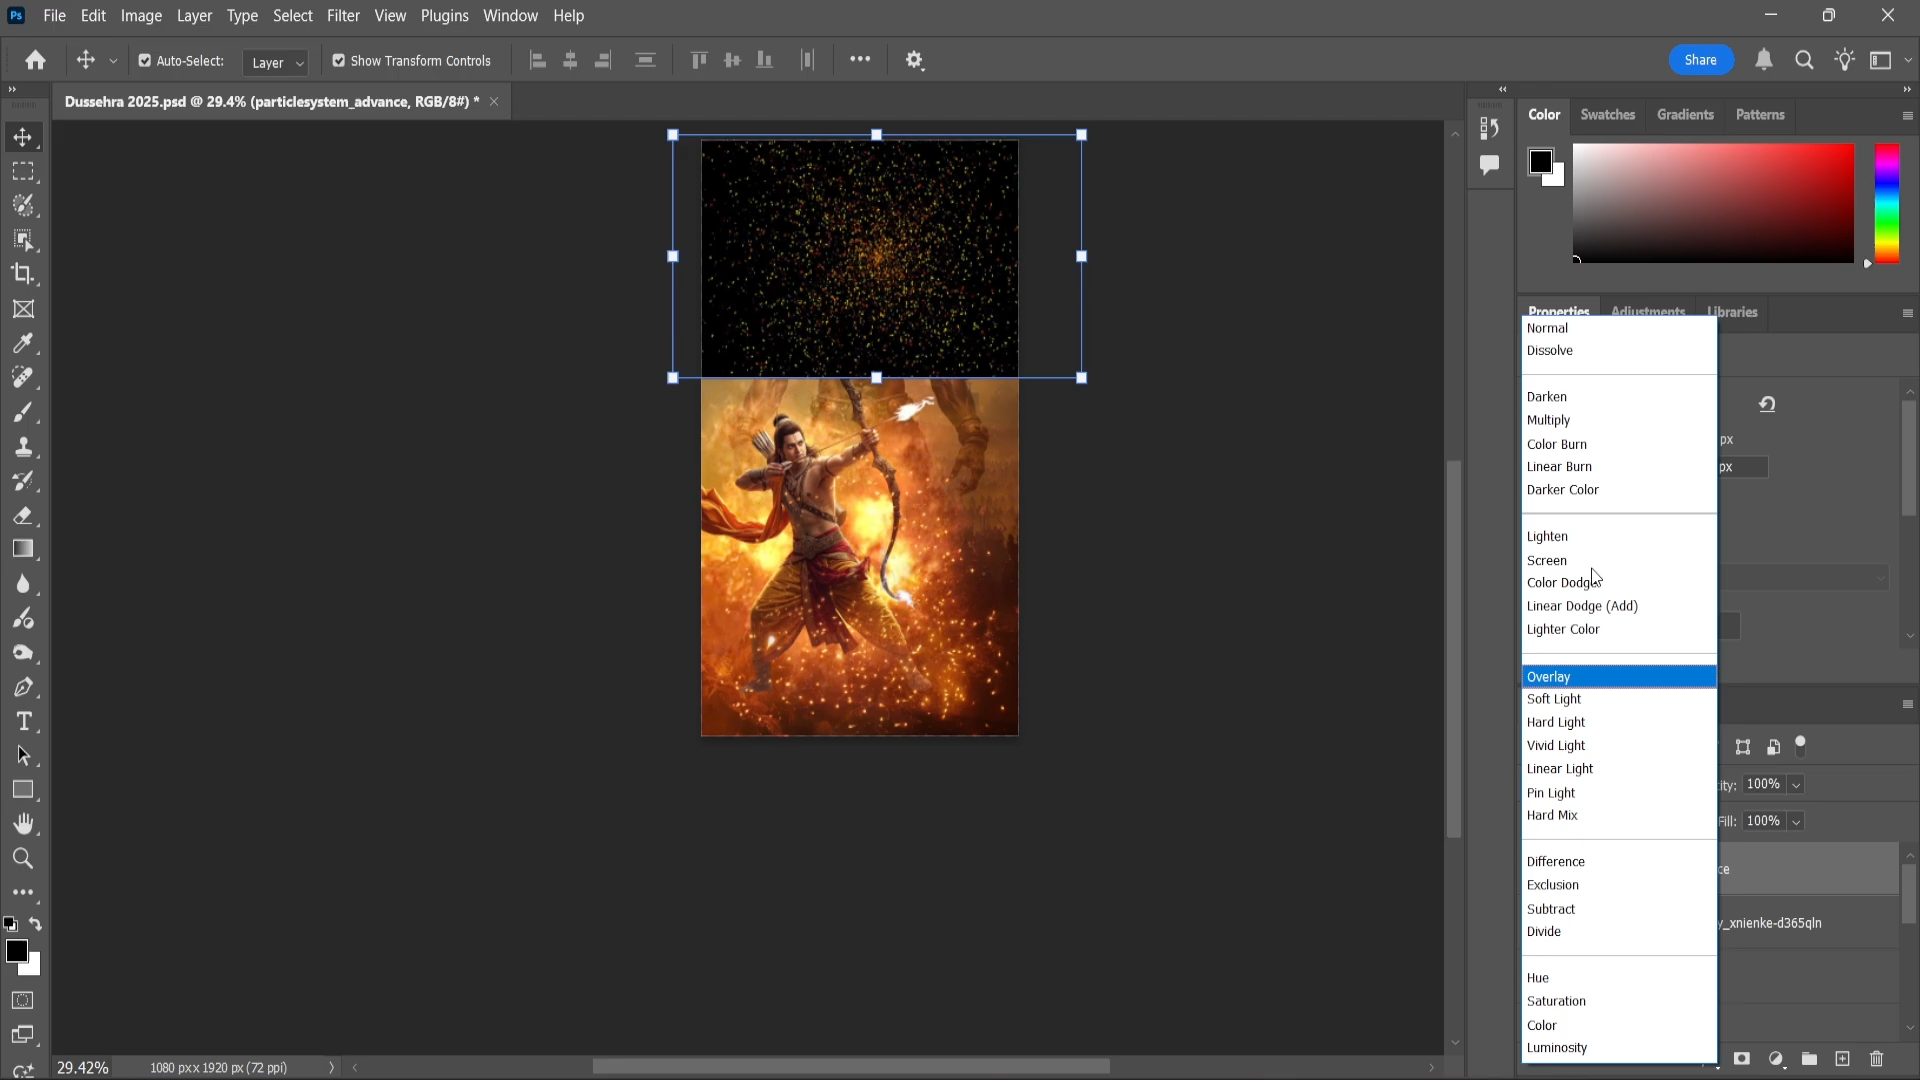 Ps File Edit Image Layer Type Select Filter View Plugins Window Help
Auto-Select: Layer Show Transform Controls Share
Dussehra 2025.psd @ 29.4% (particlesystem_advance, RGB/8#) *
Color Swatches Gradients Patterns
Properties Adjustments Libraries
Normal
Dissolve
Darken
Multiply
px
Color Burn
Linear Burn
px
Darker Color
Lighten
Screen
Color Dodge
Linear Dodge (Add)
Lighter Color
Overlay
Soft Light
Hard Light
Vivid Light
Linear Light
ity: 100%
Pin Light
Hard Mix
Fill: 100%
Difference
ce
Exclusion
Subtract
y_xnienke-d365qln
Divide
Hue
Saturation
Color
Luminosity
29.42% 1080 px x 1920 px (72 ppi)